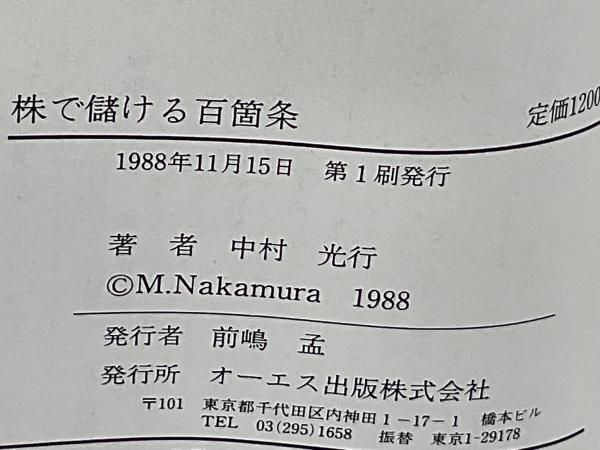 株で儲ける百箇条 定価1200
1988年11月15日 第1刷発行
著者 中村 光行
©M.Nakamura 1988
発行者 前嶋 孟
発行所 オーエス出版株式会社
〒101 東京都千代田区内神田1-17-1 橋本ビル
TEL 03(295)1658 振替 東京1-29178